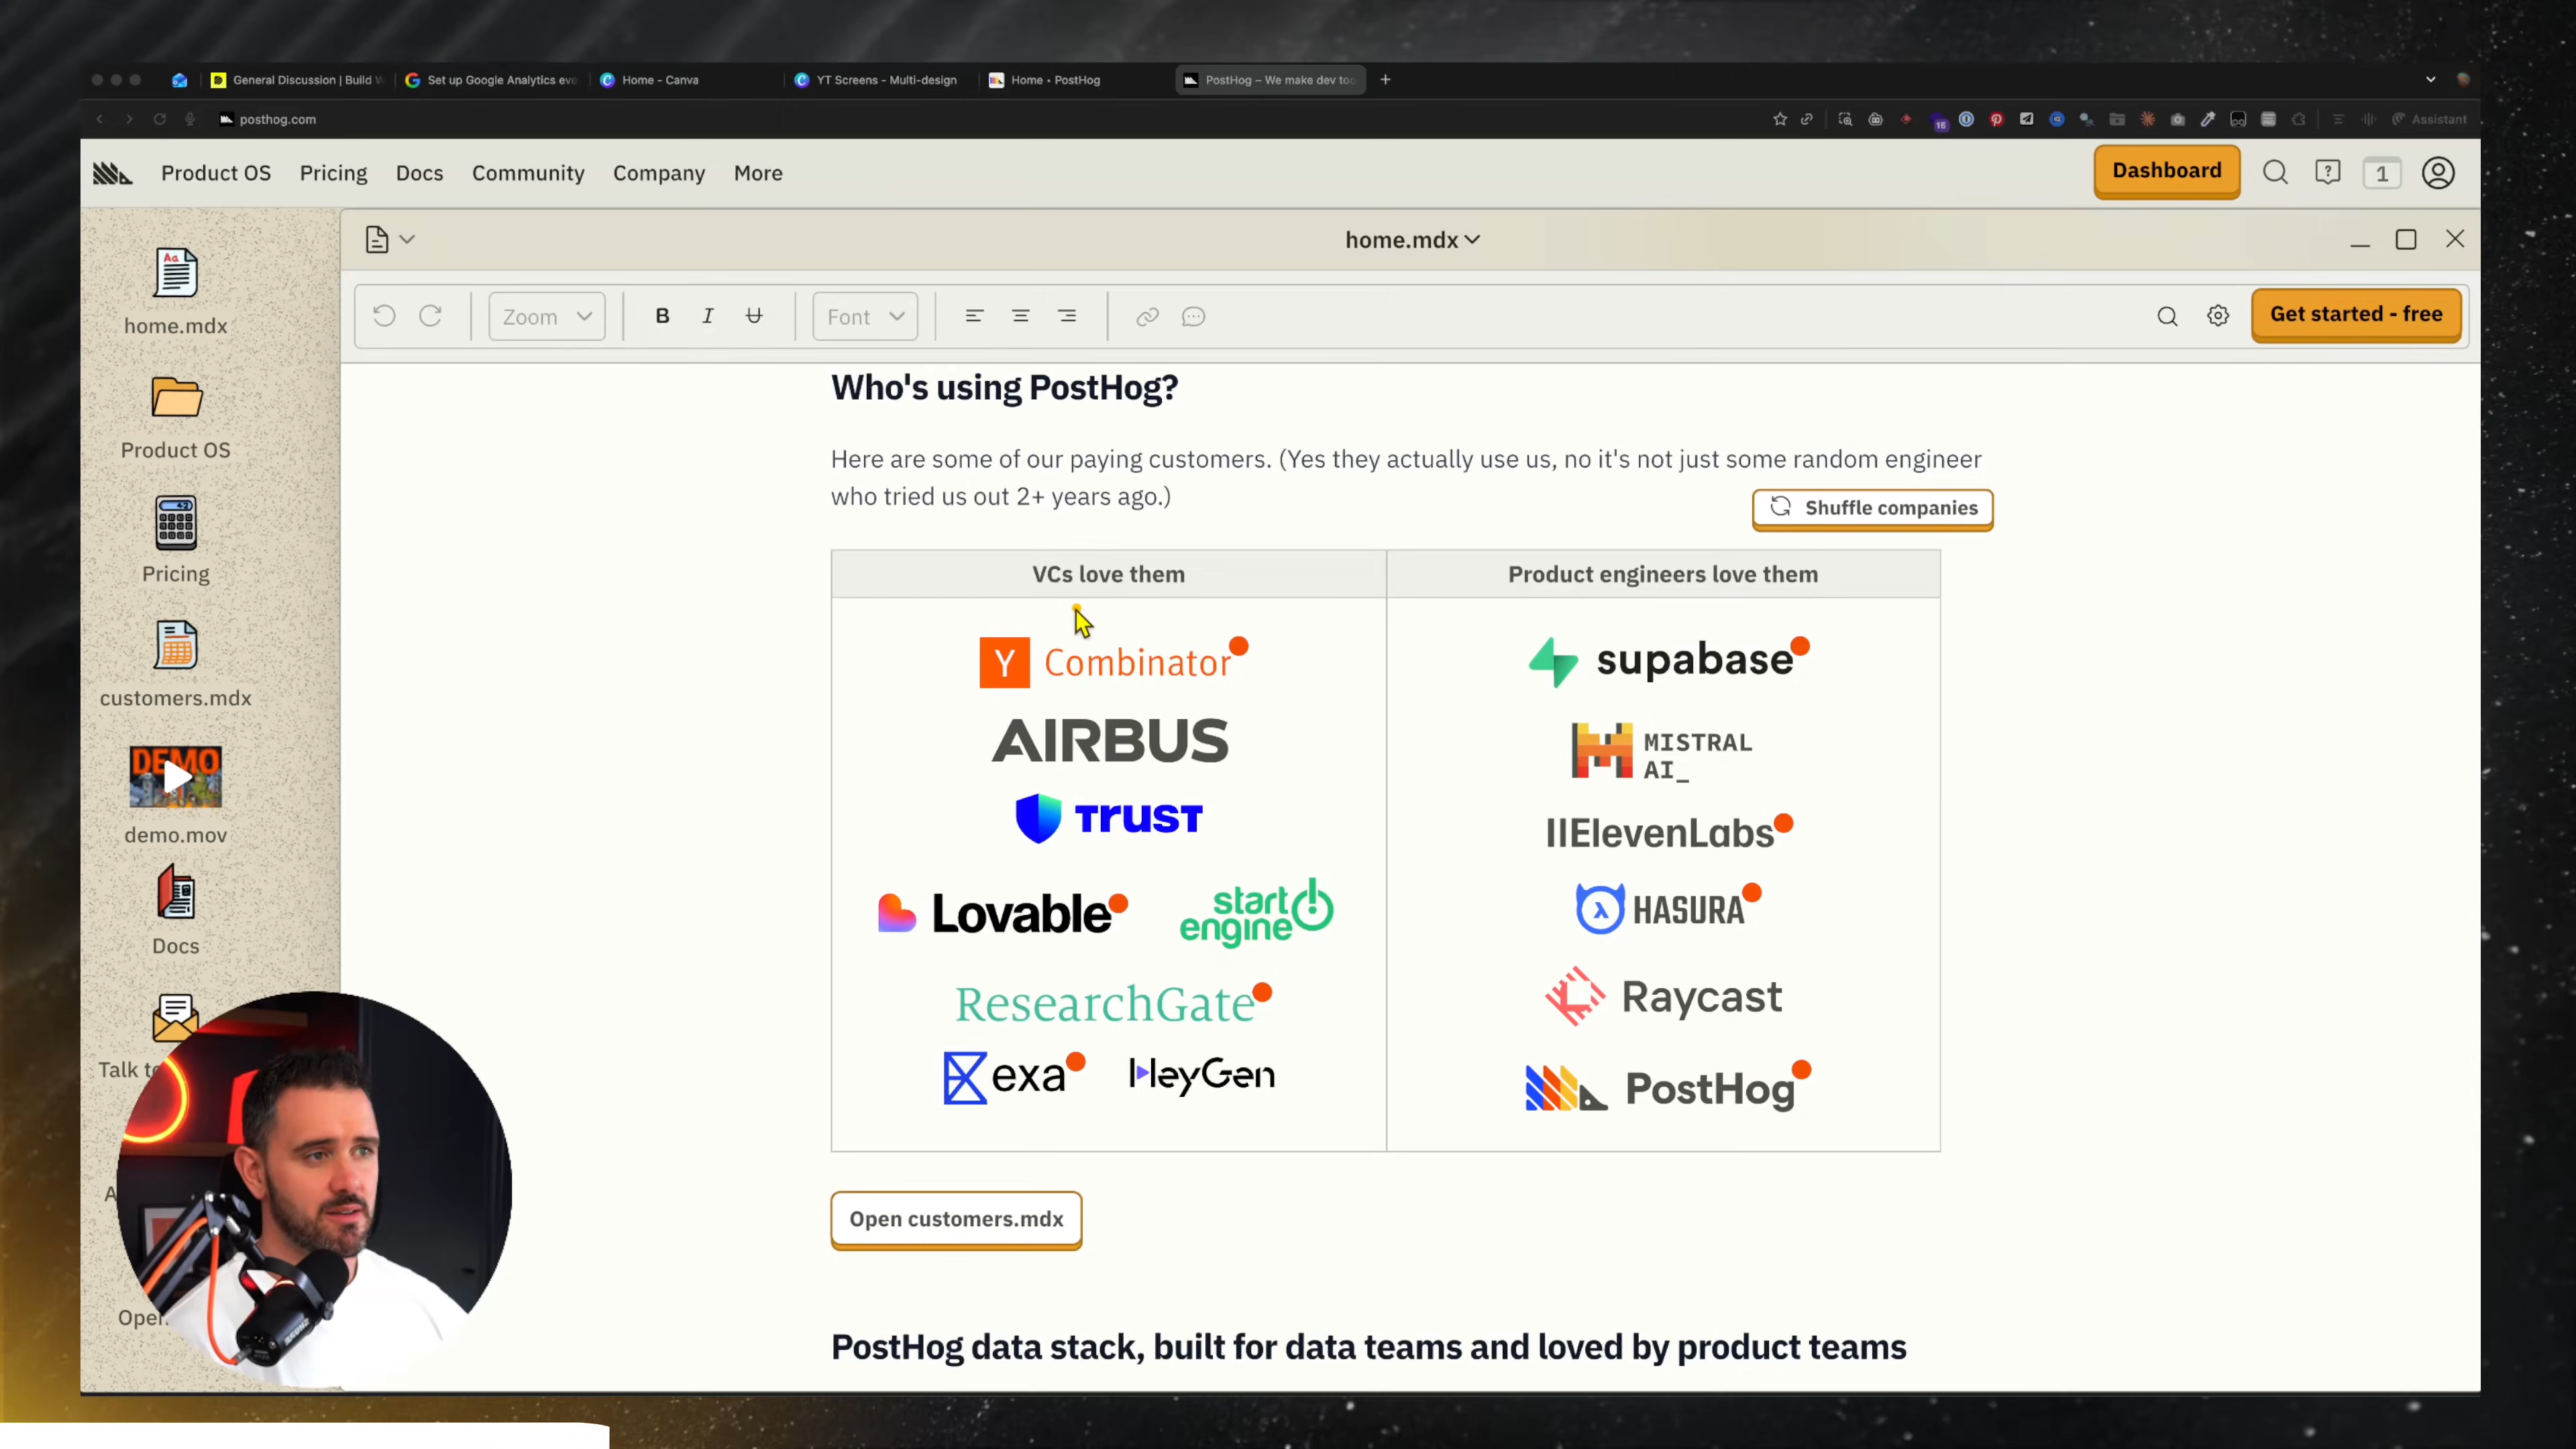 General Discussion | Build W
Set up Google Analytics eve
Home - Canva
YT Screens - Multi-design
Home • PostHog
PostHog – We make dev too
posthog.com
16
Assistant
Product OS
Pricing
Docs
Community
Company
More
Dashboard
1
home.mdx
Zoom
B
I
U
Font
Get started - free
Aa
home.mdx
Product OS
Pricing
customers.mdx
DEMO
demo.mov
Docs
Talk to
A
Open
Who's using PostHog?
Here are some of our paying customers. (Yes they actually use us, no it's not just some random engineer
who tried us out 2+ years ago.)
Shuffle companies
VCs love them
Product engineers love them
Y Combinator
supabase
AIRBUS
MISTRAL
AI_
TRUST
IIElevenLabs
Lovable
start
engine
HASURA
ResearchGate
Raycast
exa
HeyGen
PostHog
Open customers.mdx
PostHog data stack, built for data teams and loved by product teams